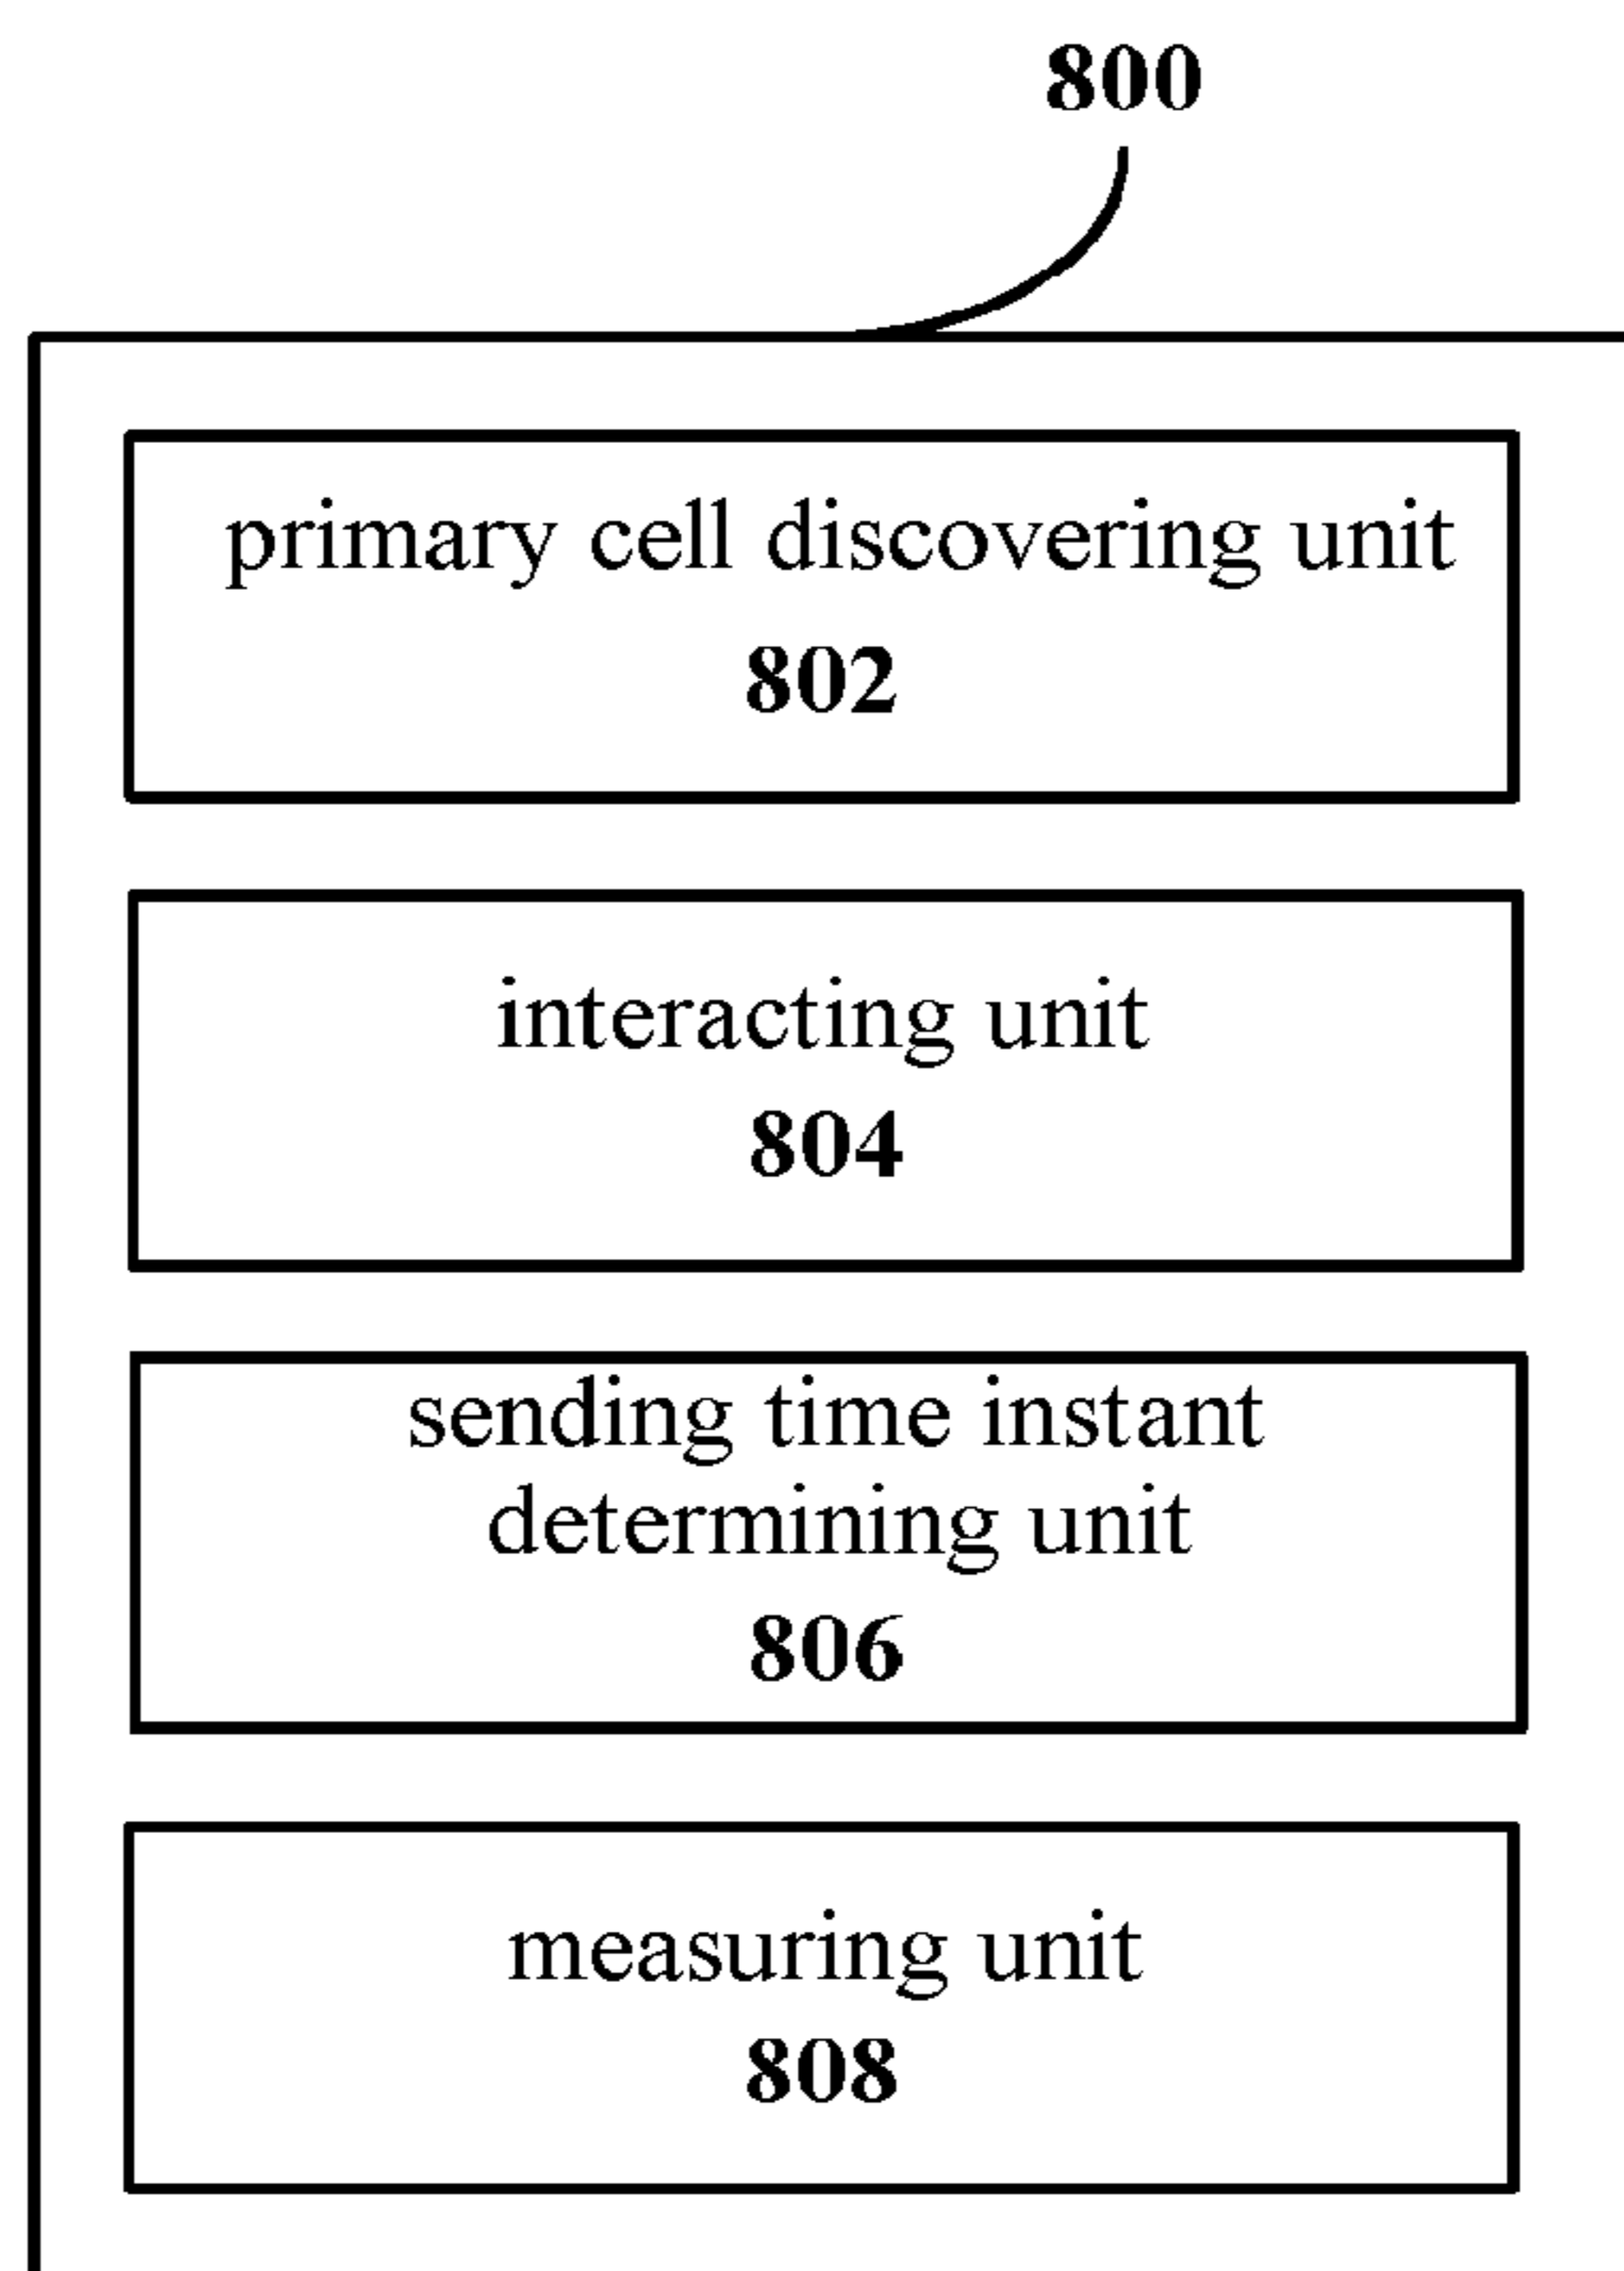 800
primary cell discovering unit
802
interacting unit
804
sending time instant
determining unit
806
measuring unit
808